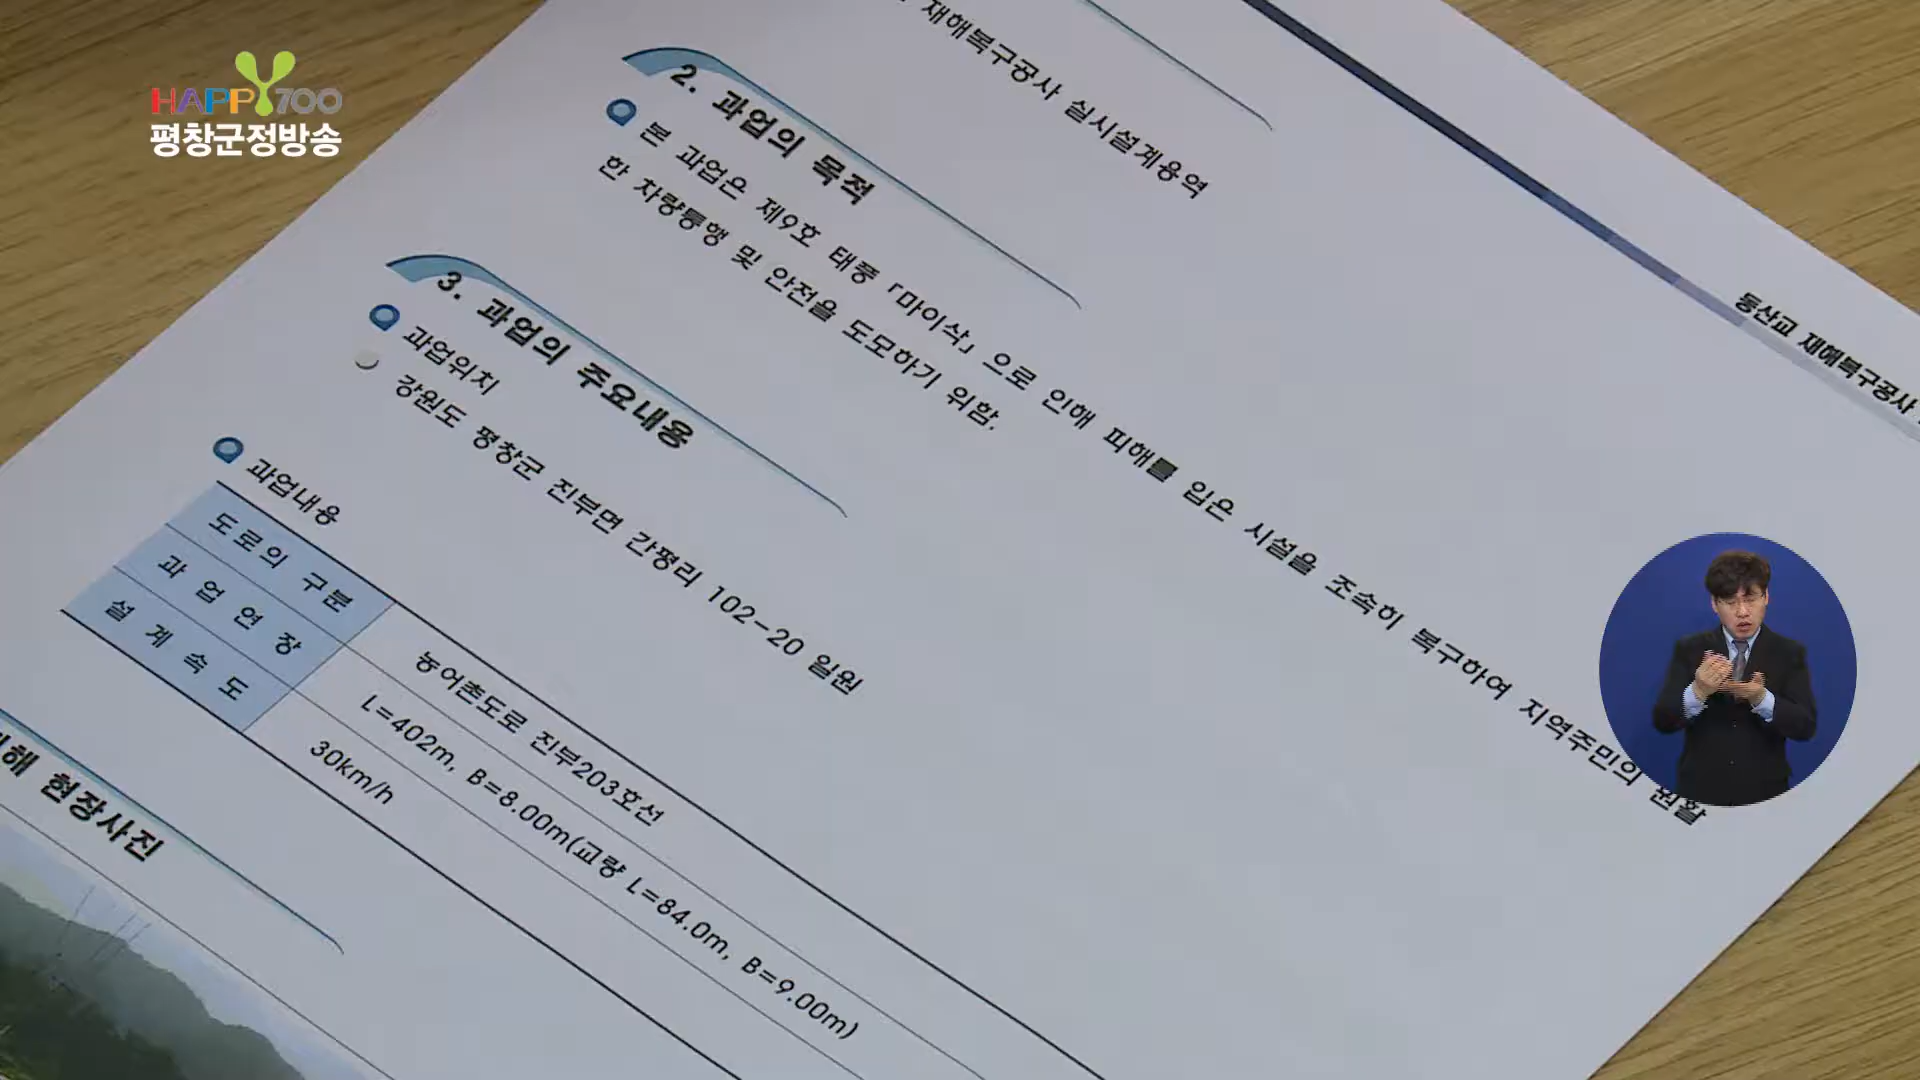 HAPPY700
평창군정방송
재해복구공사 실시설계용역
동산교 재해복구공사
2. 과업의 목적
본 과업은 제9호 태풍 「마이삭」으로 인해 피해를 입은 시설을 조속히 복구하여 지역주민의 원활
한 차량통행 및 안전을 도모하기 위함.
3. 과업의 주요내용
과업위치
강원도 평창군 진부면 간평리 102-20 일원
과업내용
도로의 구분 농어촌도로 진부203호선
과업연장 L=402m, B=8.00m(교량 L=84.0m, B=9.00m)
설계속도 30km/h
해 현장사진